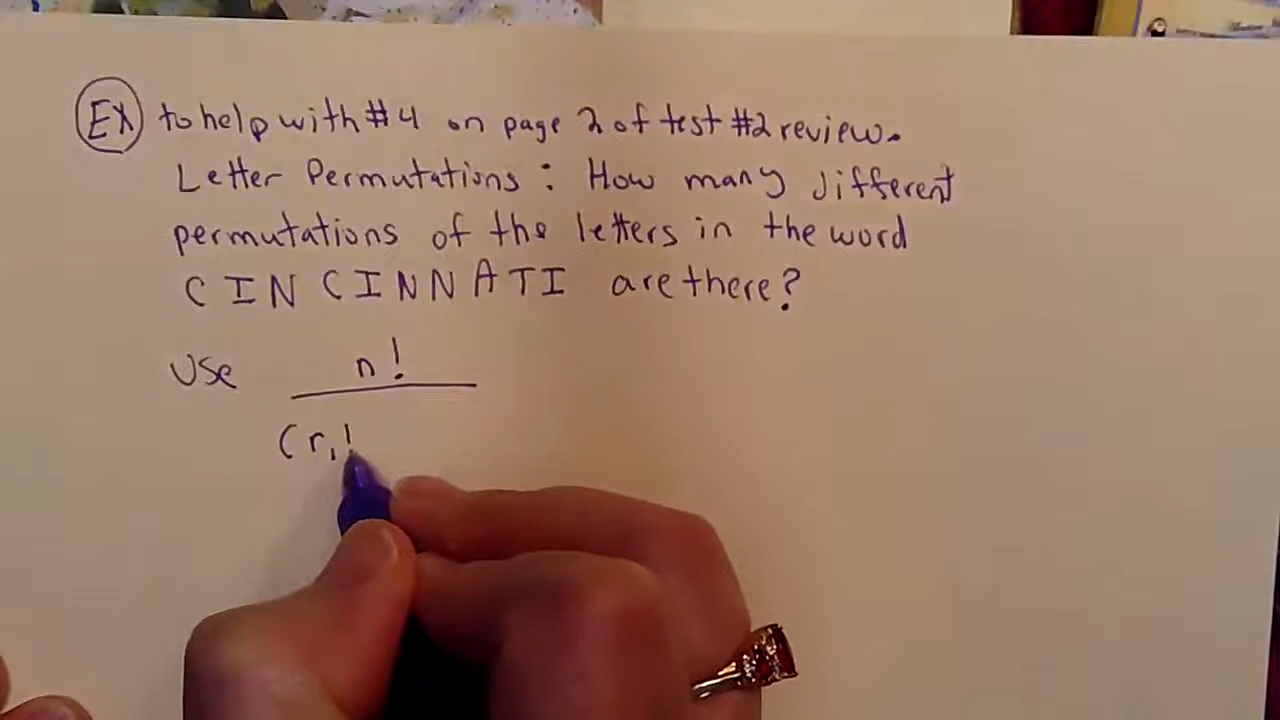 EX to help with #4 on page 2 of test #2 review.
Letter Permutations: How many different
permutations of the letters in the word
CINCINNATI are there?
Use n!
(r₁!